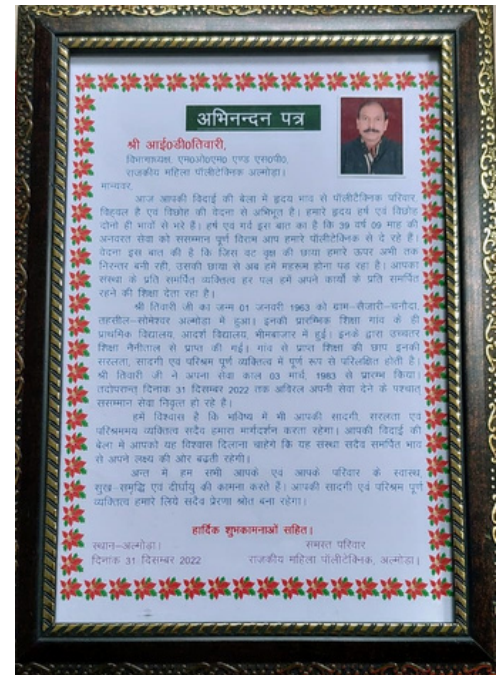 अभिनन्दन पत्र
श्री आई0डी0तिवारी,
विभागाध्यक्ष, एम0ओ0एम0 एण्ड एस0पी0,
राजकीय महिला पॉलीटेक्निक अल्मोड़ा।
मान्यवर,
आज आपकी विदाई की बेला में हृदय भाव से पॉलीटेक्निक परिवार,
विहवल है एवं विछोह की वेदना से अभिभूत है। हमारे हृदय हर्ष एवं विछोह
दोनो ही भावों से भरे हैं। हर्ष एवं गर्व इस बात का है कि 39 वर्ष 09 माह की
अनवरत सेवा को ससम्मान पूर्ण विराम आप हमारे पॉलीटेक्निक से दे रहे है।
वेदना इस बात की है कि जिस वट वृक्ष की छाया हमारे ऊपर अभी तक
निरन्तर बनी रही, उसकी छाया से अब हमे महरूम होना पड रहा है। आपका
संस्था के प्रति समर्पित व्यक्तित्व हर पल हमें अपने कार्यों के प्रति समर्पित
रहने की शिक्षा देता रहा है।
श्री तिवारी जी का जन्म 01 जनवरी 1963 को ग्राम–सैजारी–चनौदा,
तहसील–सोमेश्वर अल्मोड़ा में हुआ। इनकी प्रारम्भिक शिक्षा गांव के ही
प्राथमिक विद्यालय, आदर्श विद्यालय, भीमबाजार में हुई। इनके द्वारा उच्चतर
शिक्षा नैनीताल से प्राप्त की गई। गांव से प्राप्त शिक्षा की छाप इनकी
सरलता, सादगी एवं परिश्रम पूर्ण व्यक्तित्व में पूर्ण रूप से परिलक्षित होती है।
श्री तिवारी जी ने अपना सेवा काल 03 मार्च, 1983 से प्रारम्भ किया।
तदोपरान्त दिनांक 31 दिसम्बर 2022 तक अविरल अपनी सेवा देने के पश्चात्
ससम्मान सेवा निवृत्त हो रहे है।
हमें विश्वास है कि भविष्य में भी आपकी सादगी, सरलता एवं
परिश्रममय व्यक्तित्व सदैव हमारा मार्गदर्शन करता रहेगा। आपकी विदाई की
बेला में आपको यह विश्वास दिलाना चाहेंगे कि यह संस्था सदैव समर्पित भाव
से अपने लक्ष्य की ओर बढ़ती रहेगी।
अन्त में हम सभी आपके एवं आपके परिवार के स्वास्थ,
सुख–समृद्धि एवं दीर्घायु की कामना करते हैं। आपकी सादगी एवं परिश्रम पूर्ण
व्यक्तित्व हमारे लिये सदैव प्रेरणा श्रोत बना रहेगा।
हार्दिक शुभकामनाओं सहित।
स्थान–अल्मोड़ा। समस्त परिवार
दिनांक 31 दिसम्बर 2022 राजकीय महिला पॉलीटेक्निक, अल्मोड़ा।